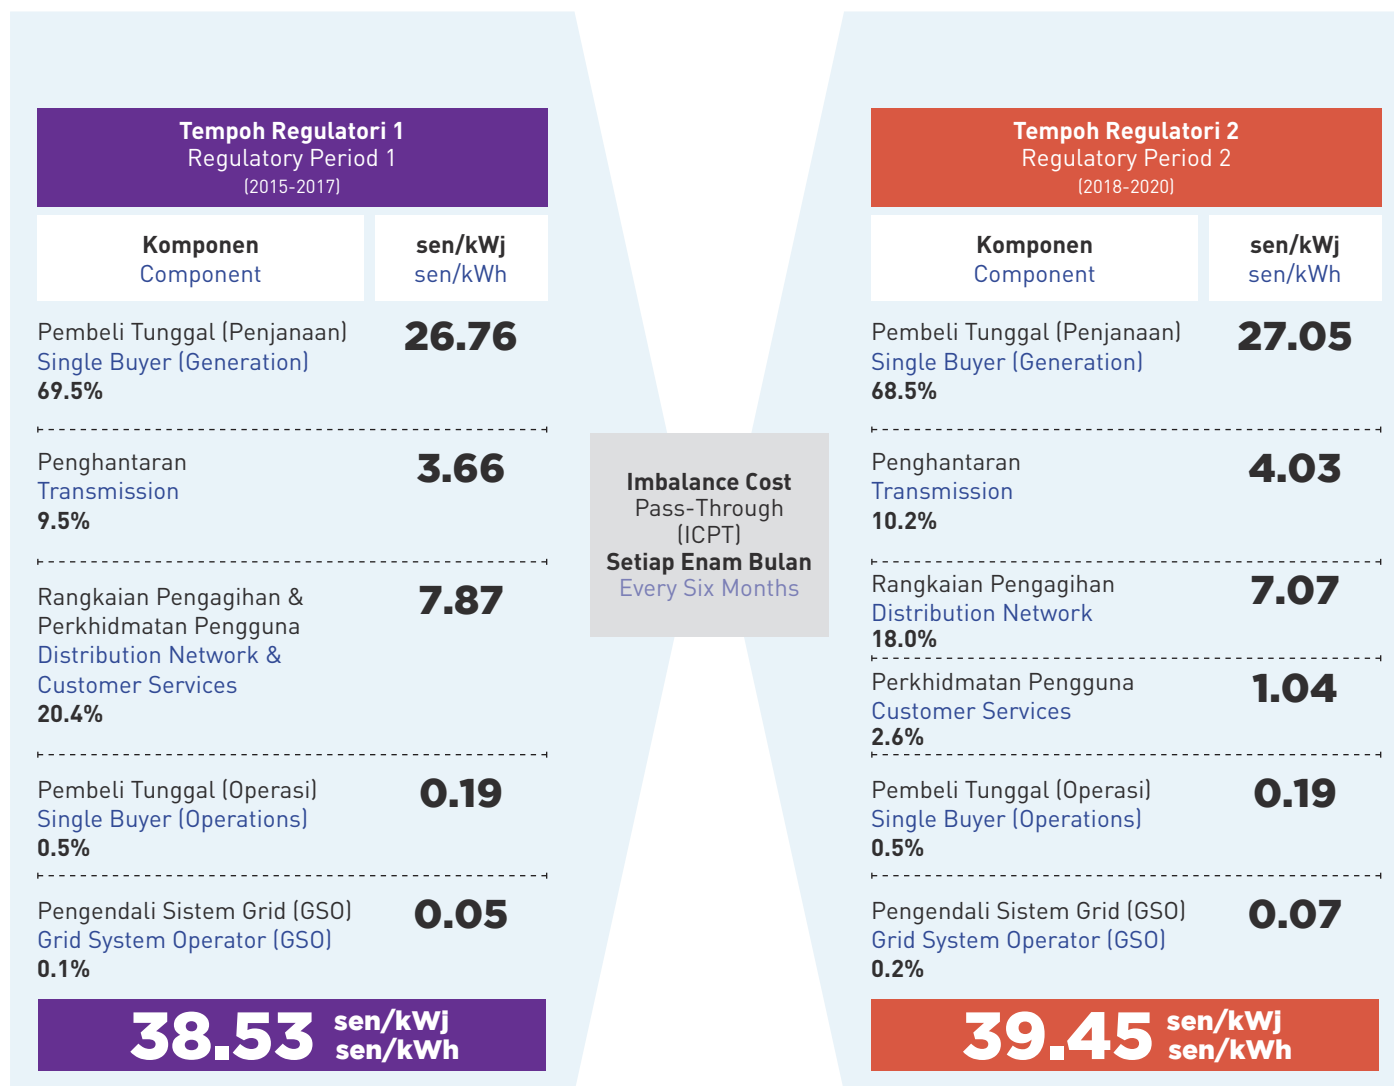 Tempoh Regulatori 1
Regulatory Period 1
(2015-2017)
Komponen
Component
sen/kWj
sen/kWh
Pembeli Tunggal (Penjanaan)
Single Buyer (Generation)
69.5%
26.76
Penghantaran
Transmission
9.5%
3.66
Rangkaian Pengagihan &
Perkhidmatan Pengguna
Distribution Network &
Customer Services
20.4%
7.87
Pembeli Tunggal (Operasi)
Single Buyer (Operations)
0.5%
0.19
Pengendali Sistem Grid (GSO)
Grid System Operator (GSO)
0.1%
0.05
38.53 sen/kWj
sen/kWh
Imbalance Cost
Pass-Through
(ICPT)
Setiap Enam Bulan
Every Six Months
Tempoh Regulatori 2
Regulatory Period 2
(2018-2020)
Komponen
Component
sen/kWj
sen/kWh
Pembeli Tunggal (Penjanaan)
Single Buyer (Generation)
68.5%
27.05
Penghantaran
Transmission
10.2%
4.03
Rangkaian Pengagihan
Distribution Network
18.0%
7.07
Perkhidmatan Pengguna
Customer Services
2.6%
1.04
Pembeli Tunggal (Operasi)
Single Buyer (Operations)
0.5%
0.19
Pengendali Sistem Grid (GSO)
Grid System Operator (GSO)
0.2%
0.07
39.45 sen/kWj
sen/kWh